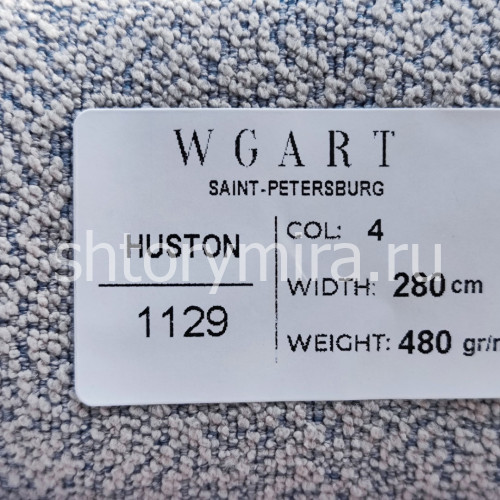 WGART
SAINT-PETERSBURG
HUSTON
1129
COL: 4
WIDTH: 280 cm
WEIGHT: 480 gr/
shtorymira.ru